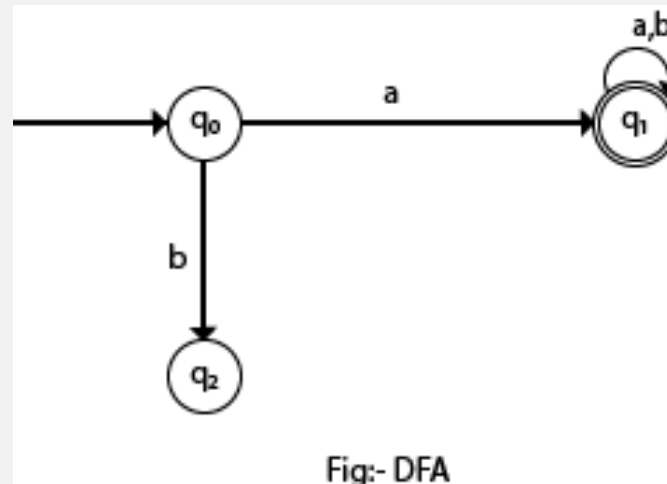 a,b
a
q₀
q₁
b
q₂
Fig:- DFA